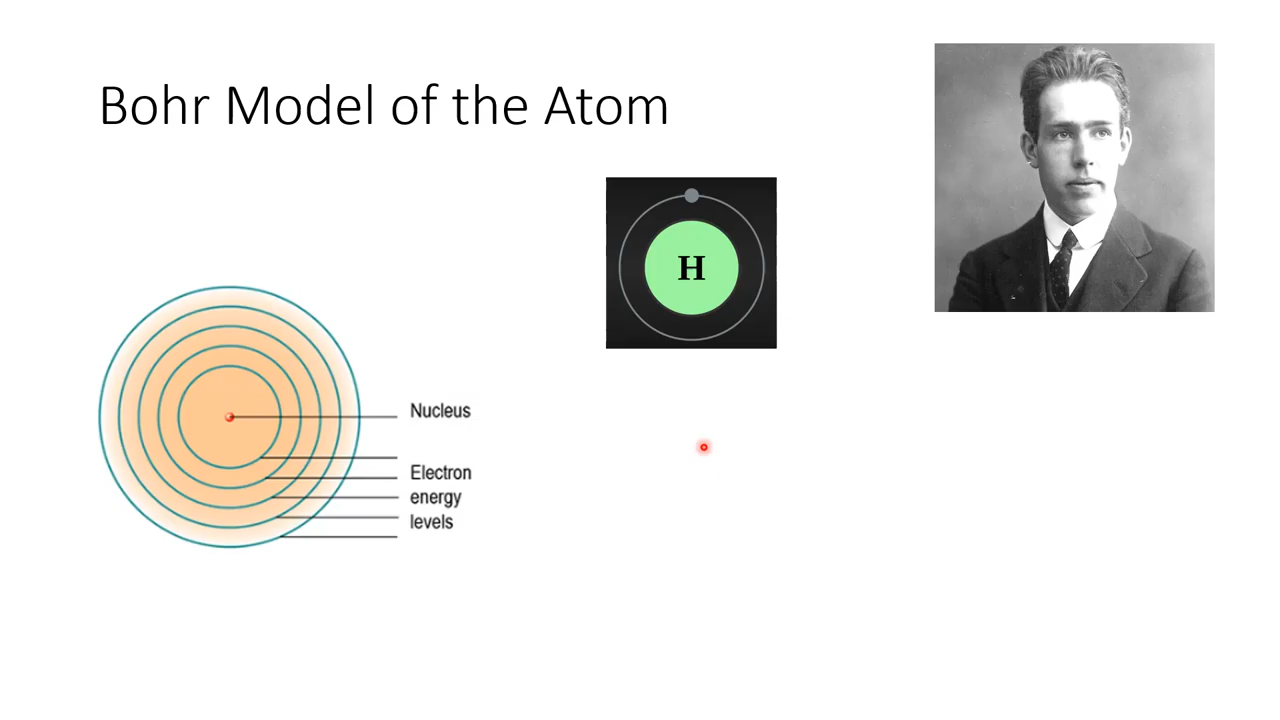 Bohr Model of the Atom
H
Nucleus
Electron
energy
levels